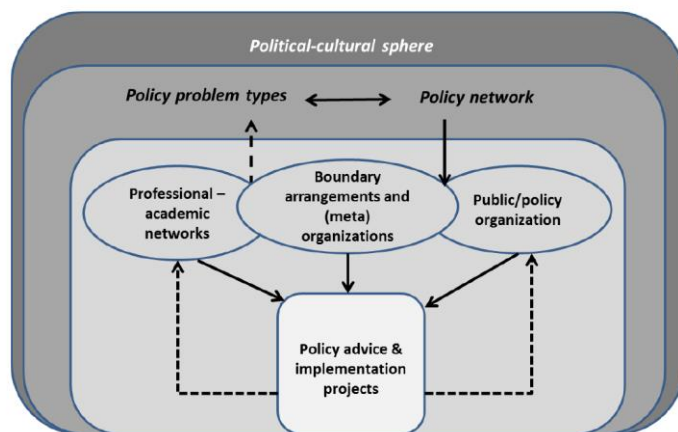 Political-cultural sphere
Policy problem types
Policy network
Professional –
academic
networks
Boundary
arrangements and
(meta)
organizations
Public/policy
organization
Policy advice &
implementation
projects